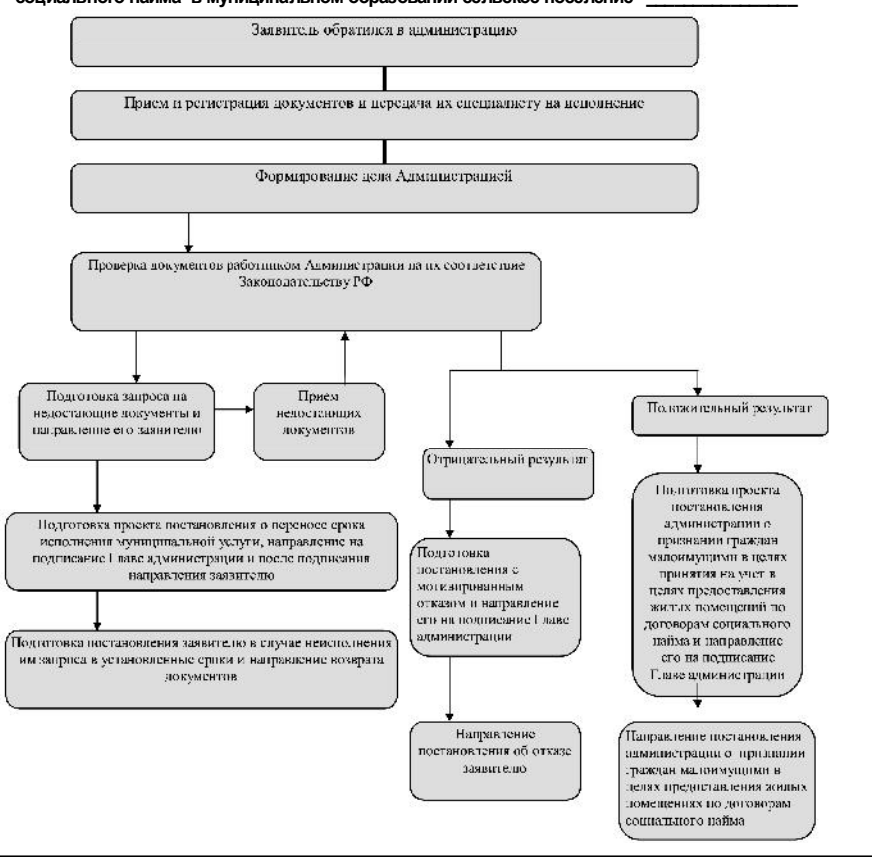 социального найма" в муниципальном образовании сельское поселение "
Заявитель обратился в администрацию
Прием и регистрация документов и передача их специалисту на исполнение
Формирование дела Администрацией
Проверка документов работником Администрации на их соответствие
Законодательству РФ
Подготовка запроса на
недостающие документы и
направление его заявителю
Прием
недостающих
документов
Отрицательный результат
Положительный результат
Подготовка проекта постановления о переносе срока
исполнения муниципальной услуги, направление на
подписание Главе администрации и после подписания
направления заявителю
Подготовка постановления заявителю в случае неисполнения
им запроса в установленные сроки и направление возврата
документов
Подготовка
постановления с
мотивированным
отказом и направление
его на подписание Главе
администрации
Направление
постановления об отказе
заявителю
Подготовка проекта
постановления
администрации о
признании граждан
малоимущими в целях
принятия на учет в
целях предоставления
жилых помещений по
договорам социального
найма и направление
его на подписание
Главе администрации
Направление постановления
администрации о признании
граждан малоимущими в
целях предоставления жилых
помещениях по договорам
социального найма